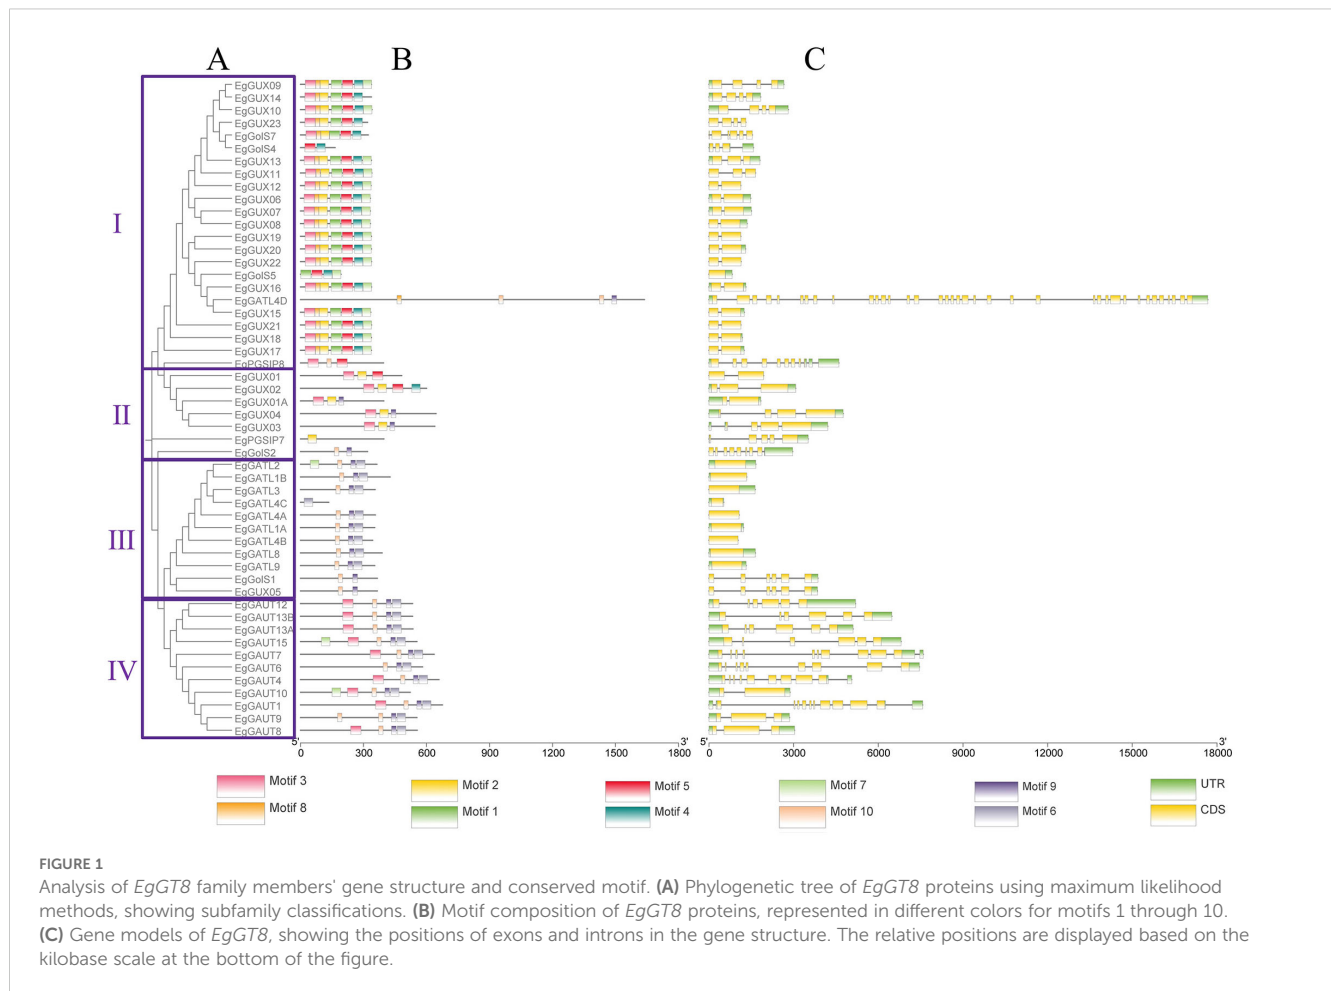 A B C
EgGUX09
EgGUX14
EgGUX10
EgGUX23
EgGolS7
EgGolS4
EgGUX13
EgGUX11
EgGUX12
EgGUX06
EgGUX07
EgGUX08
EgGUX19
EgGUX20
EgGUX22
EgGolS5
EgGUX16
EgGATL4D
EgGUX15
EgGUX21
EgGUX18
EgGUX17
EgPGSIP8
I
EgGUX01
EgGUX02
EgGUX01A
EgGUX04
EgGUX03
EgPGSIP7
EgGolS2
II
EgGATL2
EgGATL1B
EgGATL3
EgGATL4C
EgGATL4A
EgGATL1A
EgGATL4B
EgGATL8
EgGATL9
EgGolS1
EgGUX05
III
EgGAUT12
EgGAUT13B
EgGAUT13A
EgGAUT15
EgGAUT7
EgGAUT6
EgGAUT4
EgGAUT10
EgGAUT1
EgGAUT9
EgGAUT8
IV
5' 3' 5' 3'
0 300 600 900 1200 1500 1800 0 3000 6000 9000 12000 15000 18000
Motif 3 Motif 2 Motif 5 Motif 7 Motif 9 UTR
Motif 8 Motif 1 Motif 4 Motif 10 Motif 6 CDS
FIGURE 1
Analysis of EgGT8 family members' gene structure and conserved motif. (A) Phylogenetic tree of EgGT8 proteins using maximum likelihood
methods, showing subfamily classifications. (B) Motif composition of EgGT8 proteins, represented in different colors for motifs 1 through 10.
(C) Gene models of EgGT8, showing the positions of exons and introns in the gene structure. The relative positions are displayed based on the
kilobase scale at the bottom of the figure.